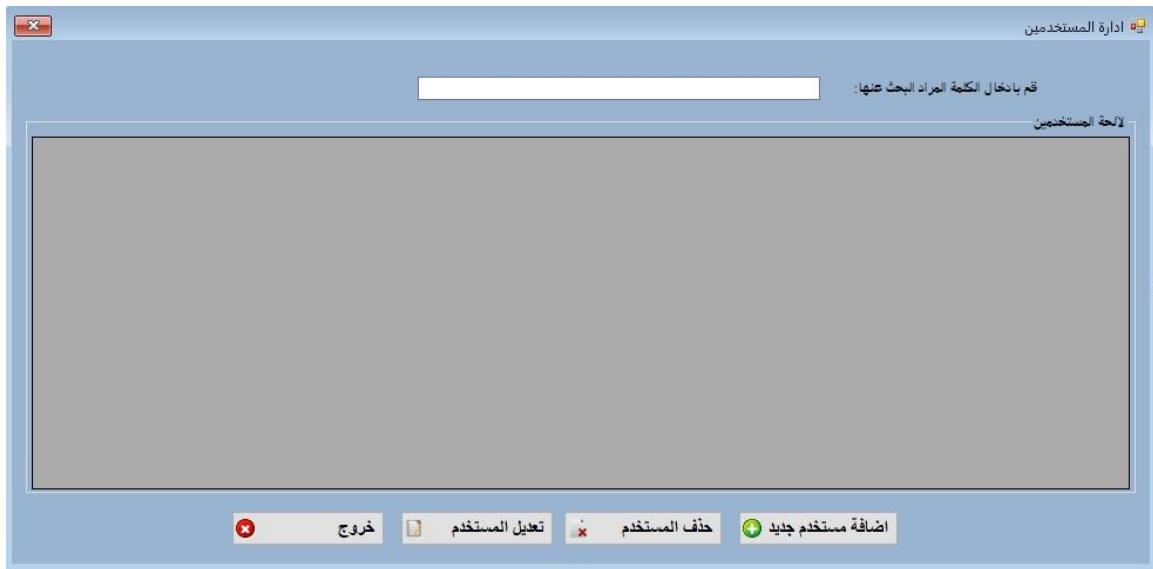 ادارة المستخدمين
قم بادخال الكلمة المراد البحث عنها:
لائحة المستخدمين
اضافة مستخدم جديد
حذف المستخدم
تعديل المستخدم
خروج